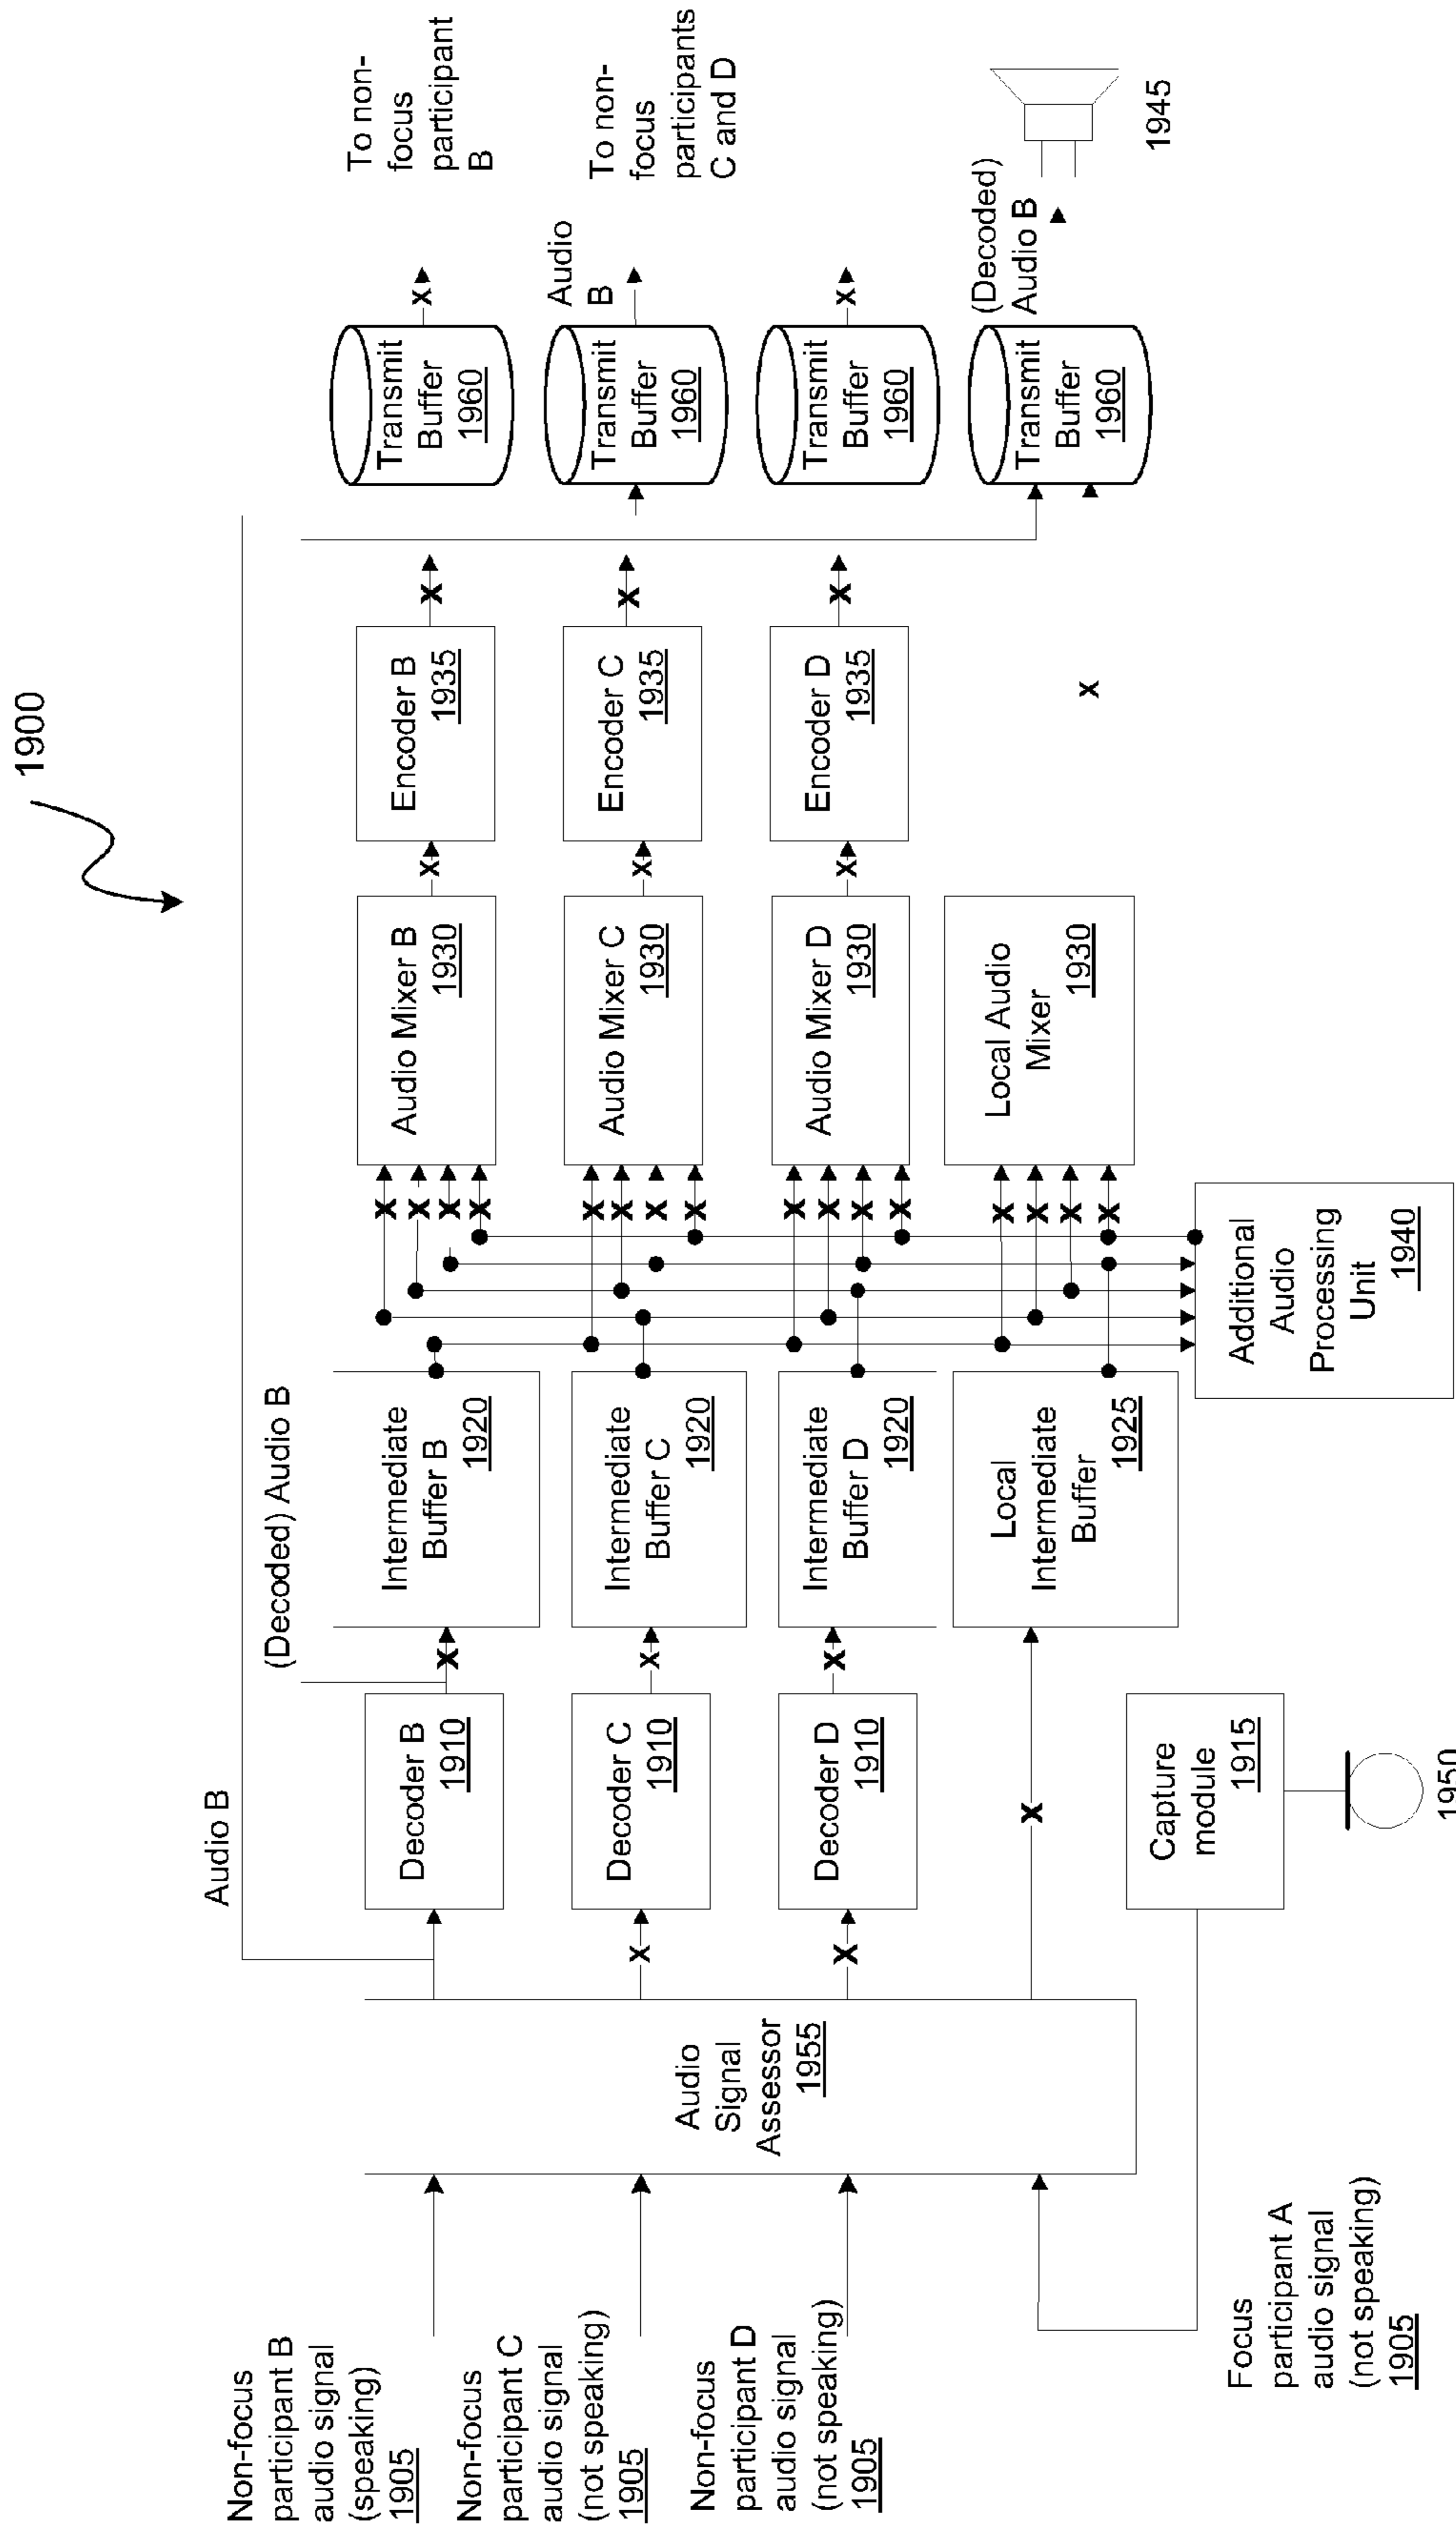 1900
Audio B
(Decoded) Audio B
Non-focus
participant B
audio signal
(speaking)
1905
Non-focus
participant C
audio signal
(not speaking)
1905
Non-focus
participant D
audio signal
(not speaking)
1905
Focus
participant A
audio signal
(not speaking)
1905
Audio
Signal
Assessor
1955
Decoder B
1910
Decoder C
1910
Decoder D
1910
Capture
module
1915
1950
Intermediate
Buffer B
1920
Intermediate
Buffer C
1920
Intermediate
Buffer D
1920
Local
Intermediate
Buffer
1925
Additional
Audio
Processing
Unit
1940
Audio Mixer B
1930
Audio Mixer C
1930
Audio Mixer D
1930
Local Audio
Mixer
1930
Encoder B
1935
Encoder C
1935
Encoder D
1935
Transmit
Buffer
1960
Transmit
Buffer
1960
Transmit
Buffer
1960
Transmit
Buffer
1960
To non-
focus
participant
B
Audio
B
To non-
focus
participants
C and D
(Decoded)
Audio B
1945